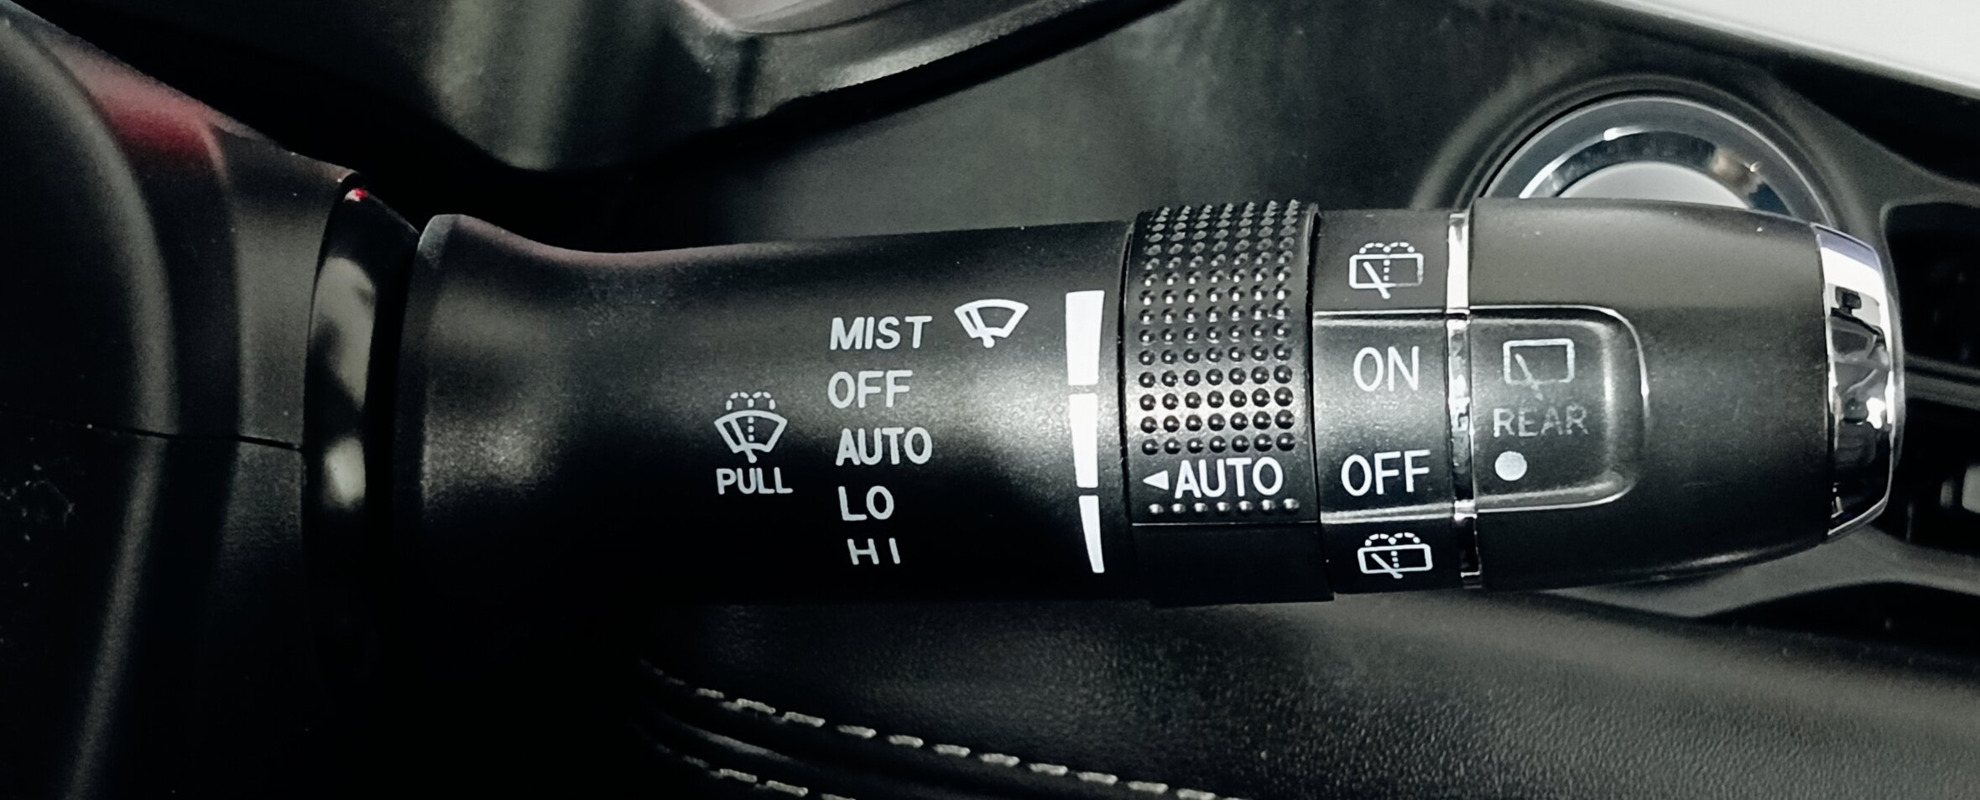 MIST
OFF
AUTO
LO
HI
PULL
◄AUTO
ON
OFF
REAR